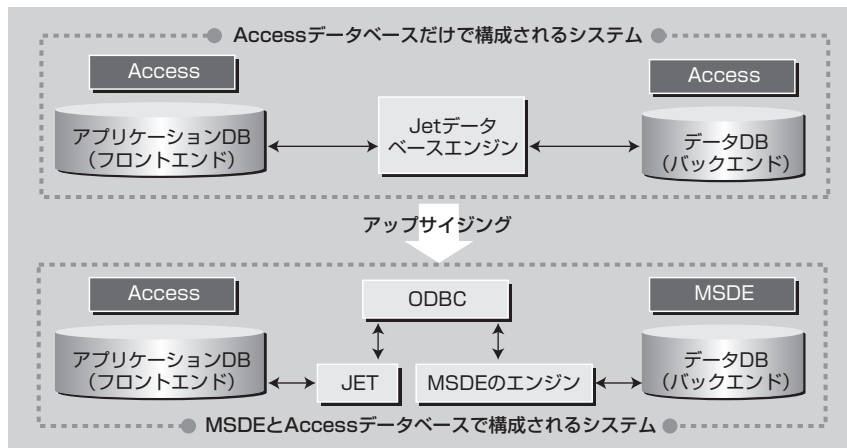 Accessデータベースだけで構成されるシステム
Access
アプリケーションDB
(フロントエンド)
Jetデータ
ベースエンジン
Access
データDB
(バックエンド)
アップサイジング
Access
アプリケーションDB
(フロントエンド)
ODBC
JET
MSDEのエンジン
MSDE
データDB
(バックエンド)
MSDEとAccessデータベースで構成されるシステム